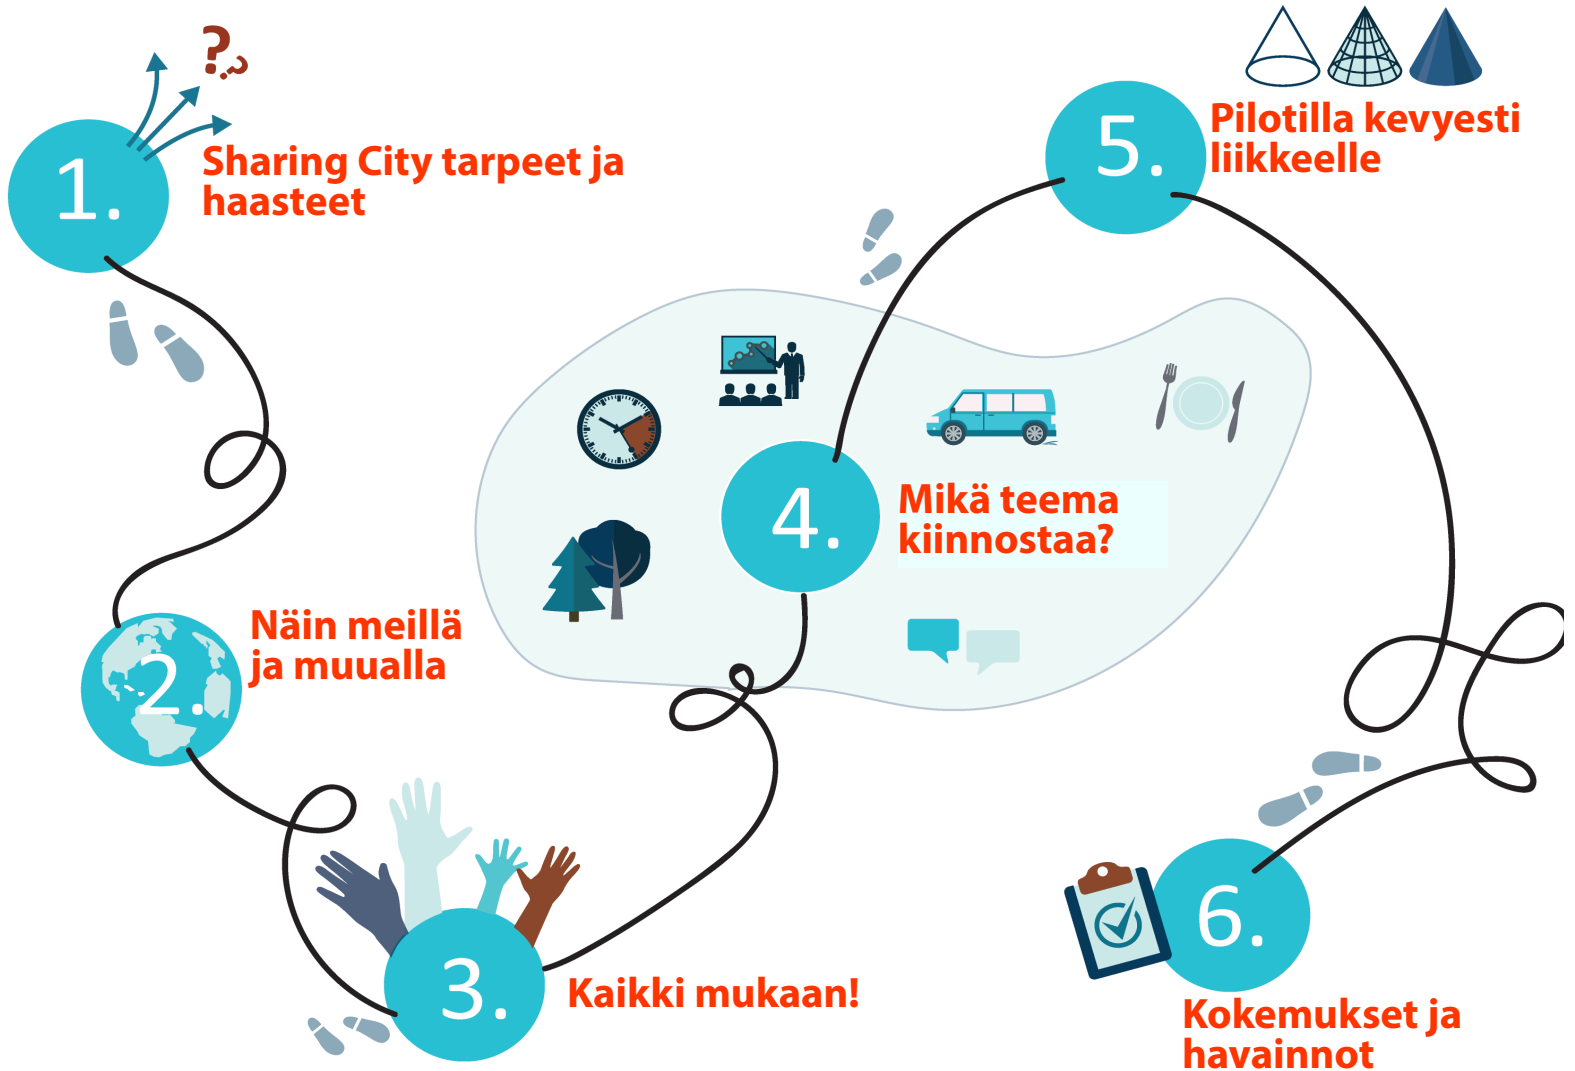 ??
1.
Sharing City tarpeet ja
haasteet
2.
Näin meillä
ja muualla
3.
Kaikki mukaan!
4.
Mikä teema
kiinnostaa?
5.
Pilotilla kevyesti
liikkeelle
6.
Kokemukset ja
havainnot